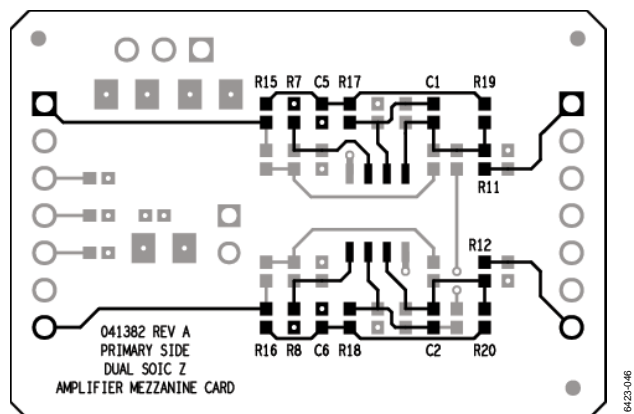 R15 R7 C5 R17 C1 R19
R11
R12
R16 R8 C6 R18 C2 R20
041382 REV A
PRIMARY SIDE
DUAL SOIC Z
AMPLIFIER MEZZANINE CARD
6423-046